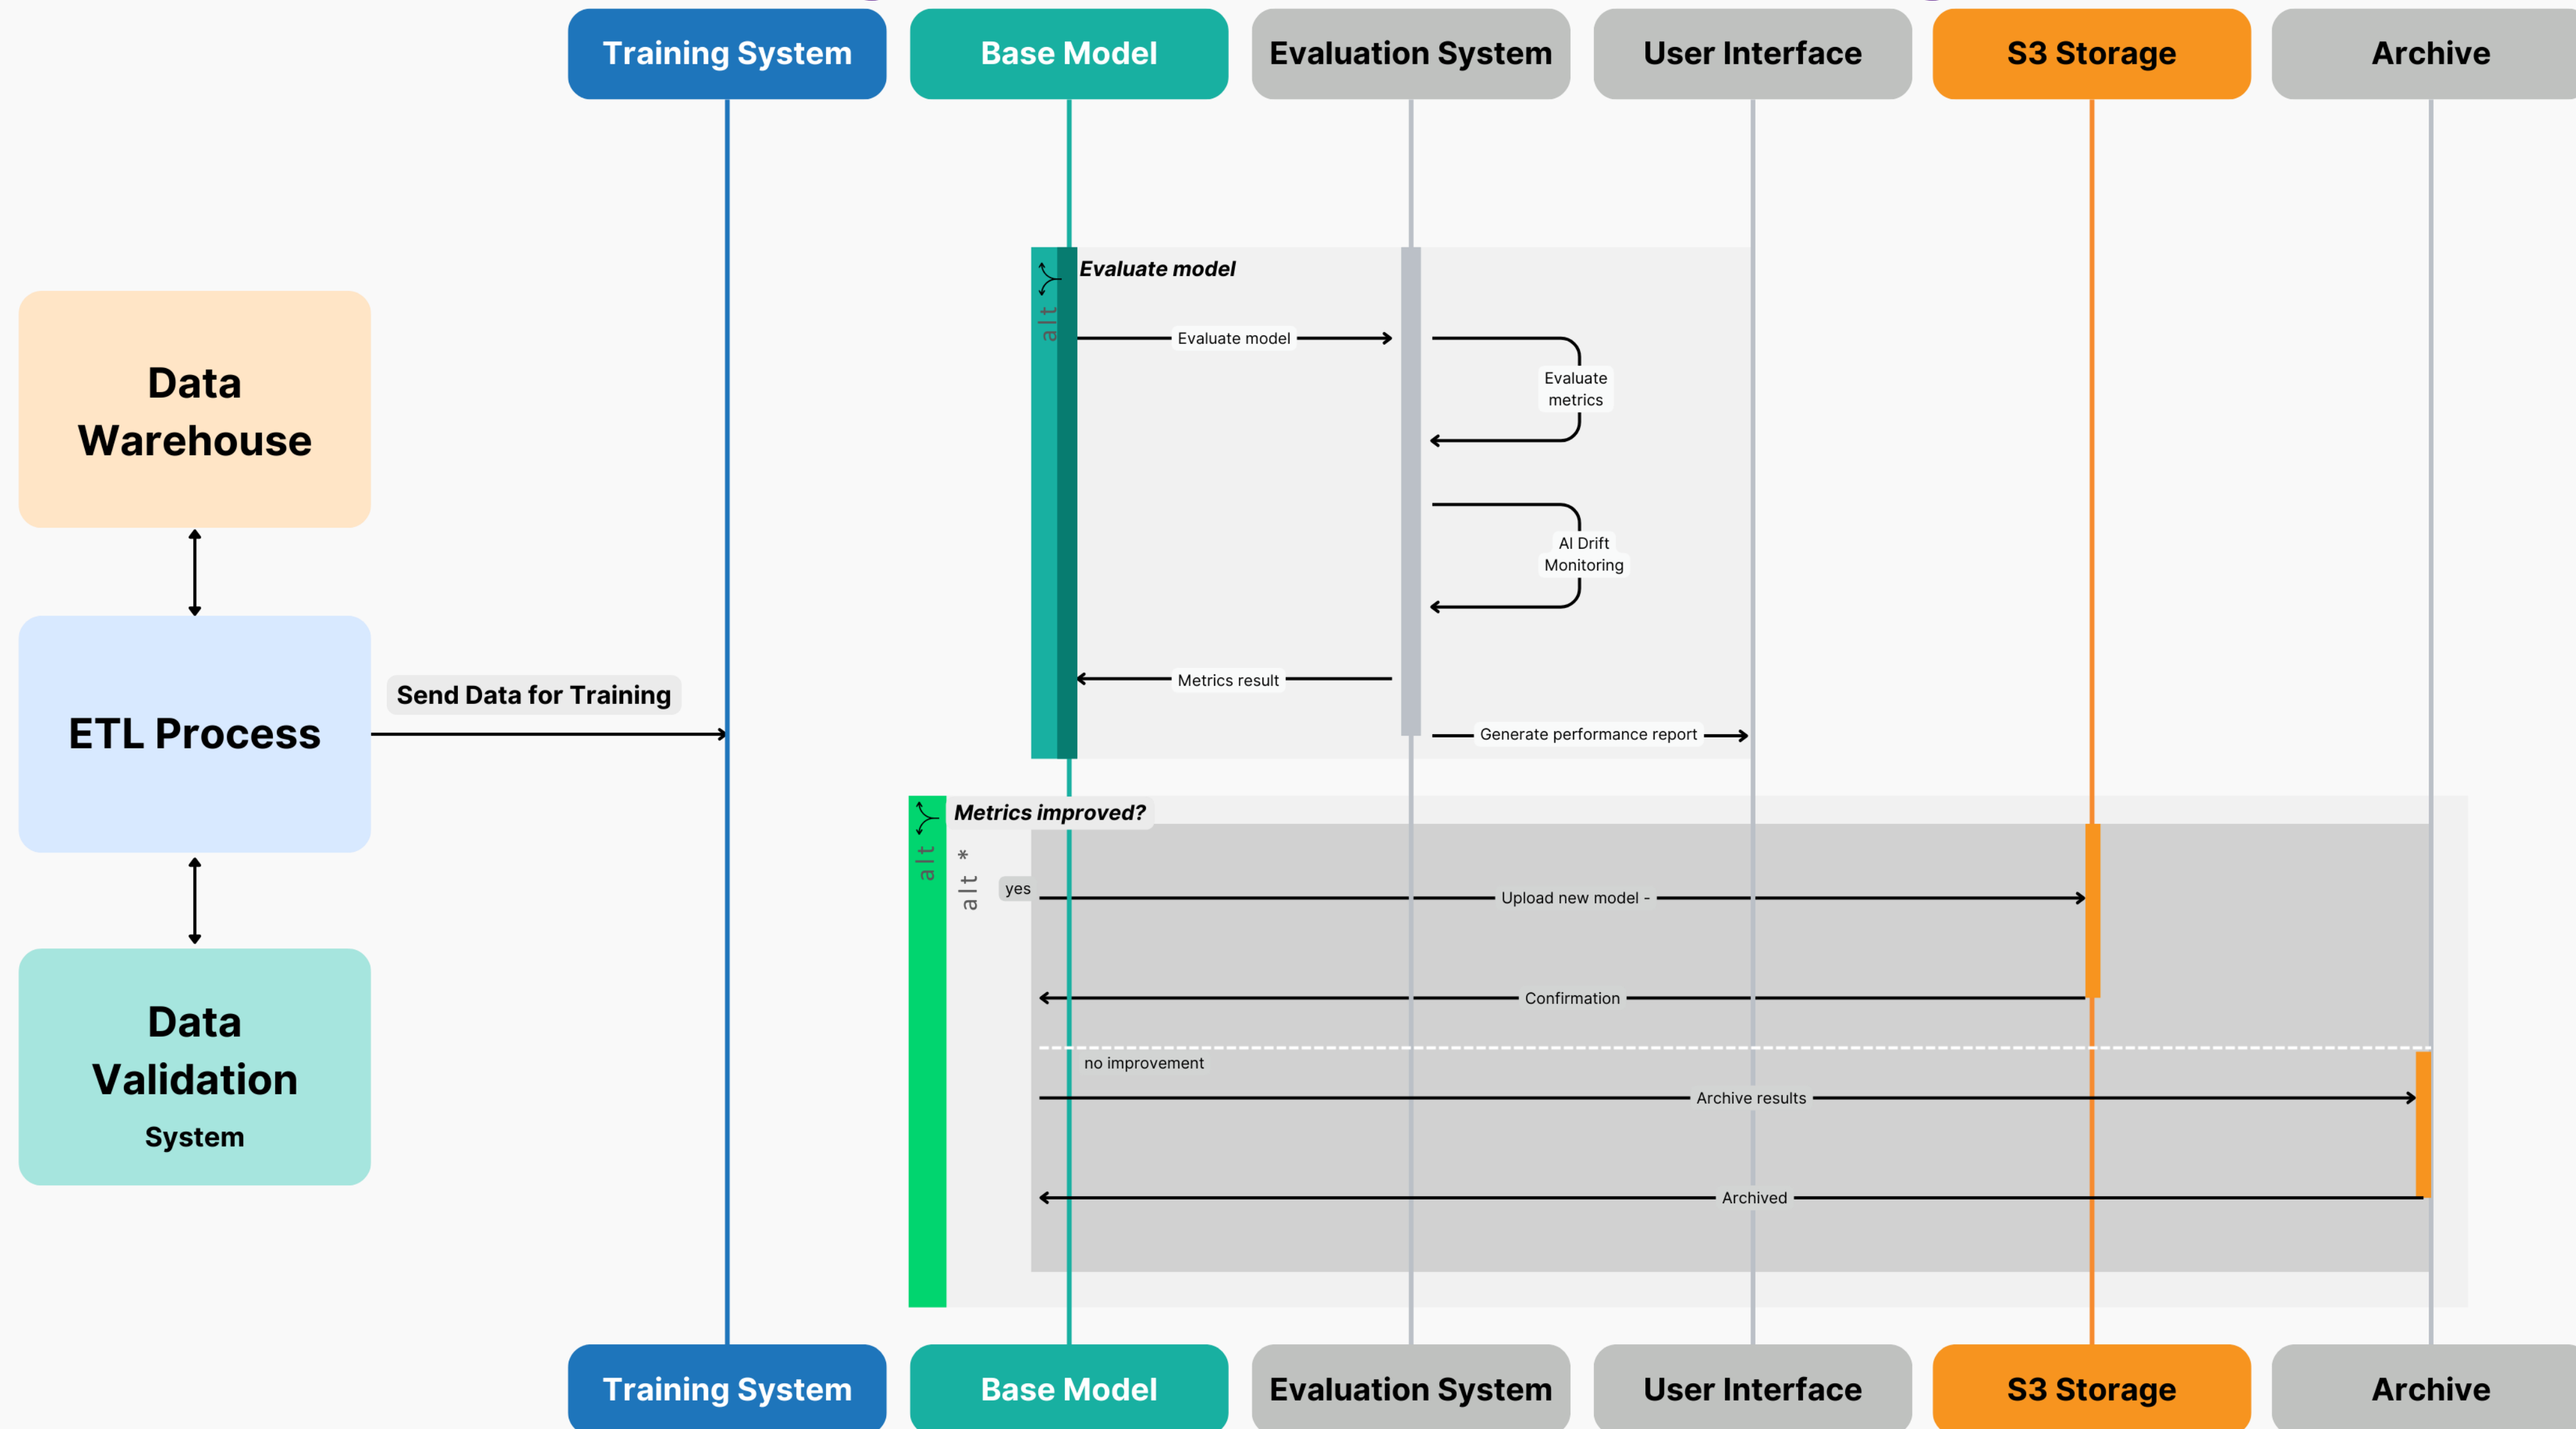 Training System
Base Model
Evaluation System
User Interface
S3 Storage
Archive
Data
Warehouse
ETL Process
Send Data for Training
Data
Validation
System
alt
Evaluate model
Evaluate model
Evaluate
metrics
AI Drift
Monitoring
Metrics result
Generate performance report
alt
Metrics improved?
alt *
yes
Upload new model -
Confirmation
no improvement
Archive results
Archived
Training System
Base Model
Evaluation System
User Interface
S3 Storage
Archive